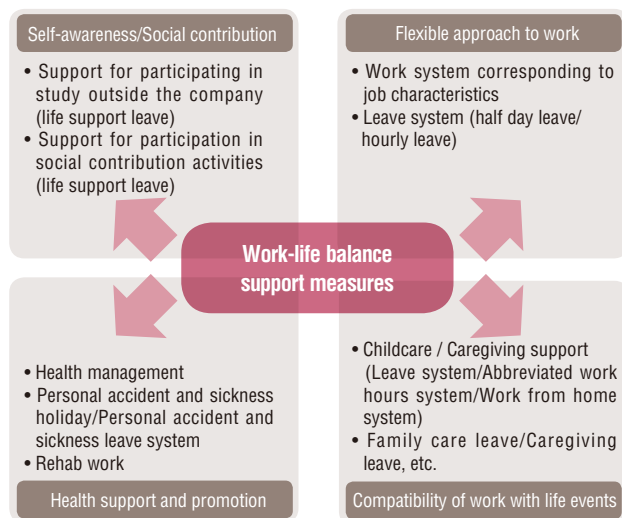 Self-awareness/Social contribution
• Support for participating in
study outside the company
(life support leave)
• Support for participation in
social contribution activities
(life support leave)
Flexible approach to work
• Work system corresponding to
job characteristics
• Leave system (half day leave/
hourly leave)
Work-life balance
support measures
• Health management
• Personal accident and sickness
holiday/Personal accident and
sickness leave system
• Rehab work
Health support and promotion
• Childcare / Caregiving support
(Leave system/Abbreviated work
hours system/Work from home
system)
• Family care leave/Caregiving
leave, etc.
Compatibility of work with life events